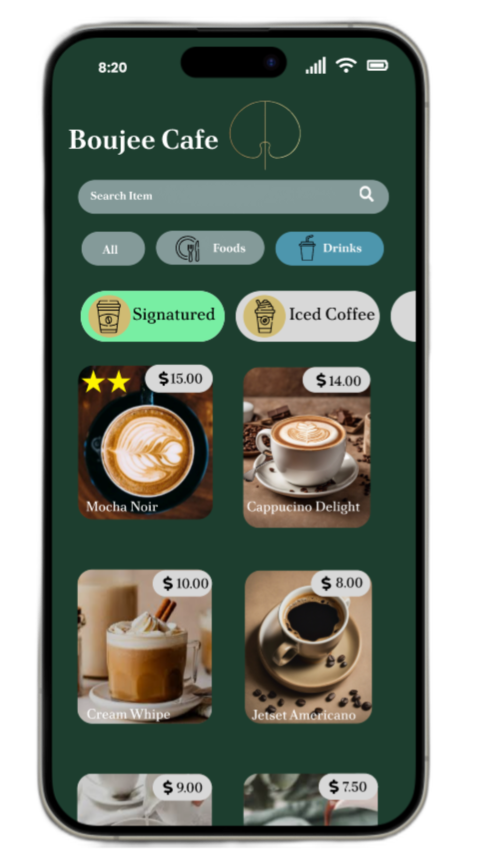 8:20
Boujee Cafe
Search Item
All
Foods
Drinks
Signatured
Iced Coffee
$15.00
$14.00
Mocha Noir
Cappucino Delight
$10.00
$8.00
Cream Whipe
Jetset Americano
$9.00
$7.50